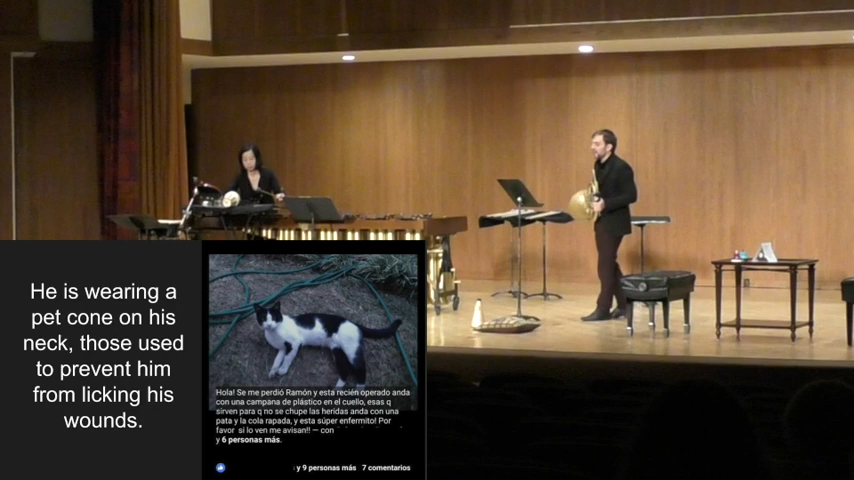 He is wearing a
pet cone on his
neck, those used
to prevent him
from licking his
wounds.
Hola! Se me perdió Ramón y esta recién operado anda
con una campana de plástico en el cuello, esas q
sirven para q no se chupe las heridas anda con una
pata y la cola rapada, y esta súper enfermito! Por
favor si lo ven me avisan!! — con
y 6 personas más.
y 9 personas más 7 comentarios